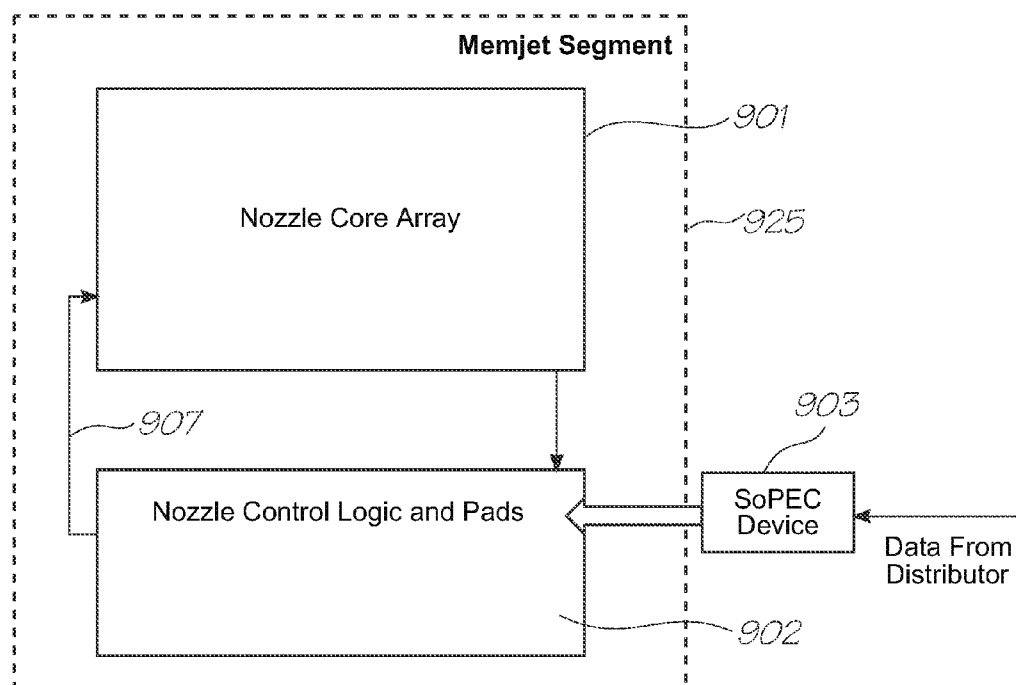 Memjet Segment
901
Nozzle Core Array
925
903
907
SoPEC
Device
Nozzle Control Logic and Pads
Data From
Distributor
902